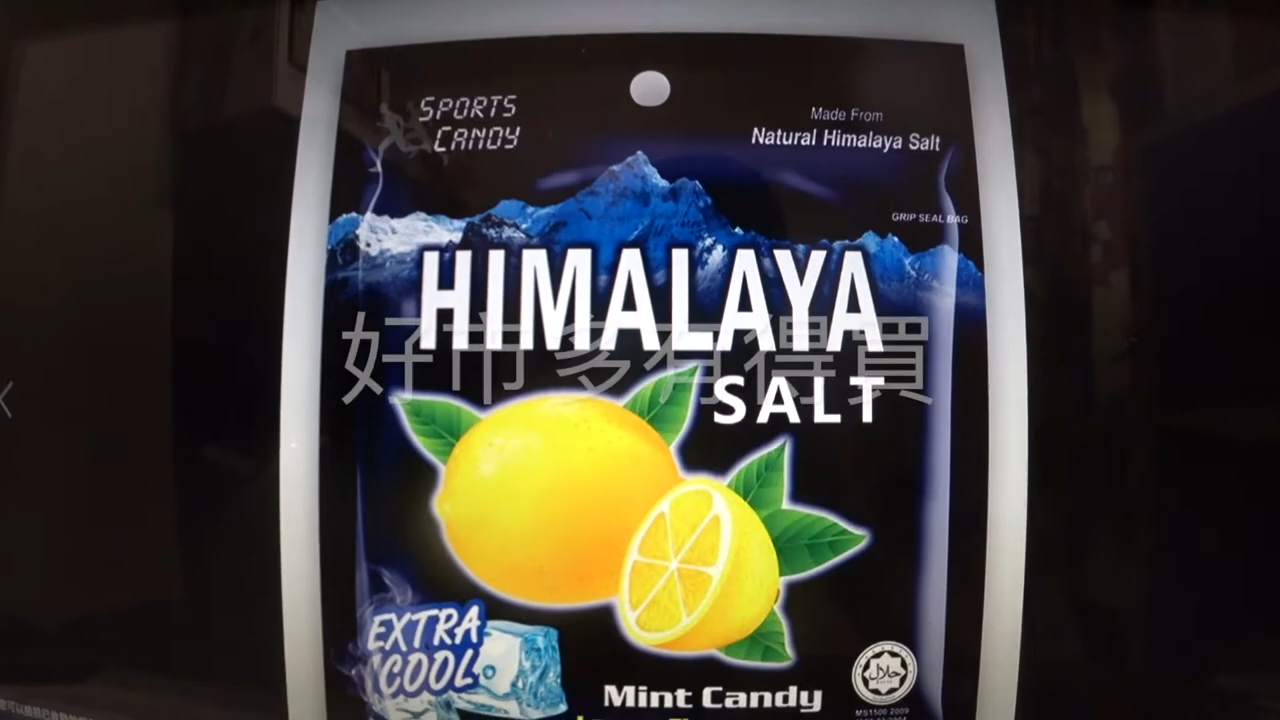 SPORTS
CANDY
Made From
Natural Himalaya Salt
GRIP SEAL BAG
HIMALAYA
好市多有得買
SALT
EXTRA
COOL
Mint Candy
حلال
MS1500 2009